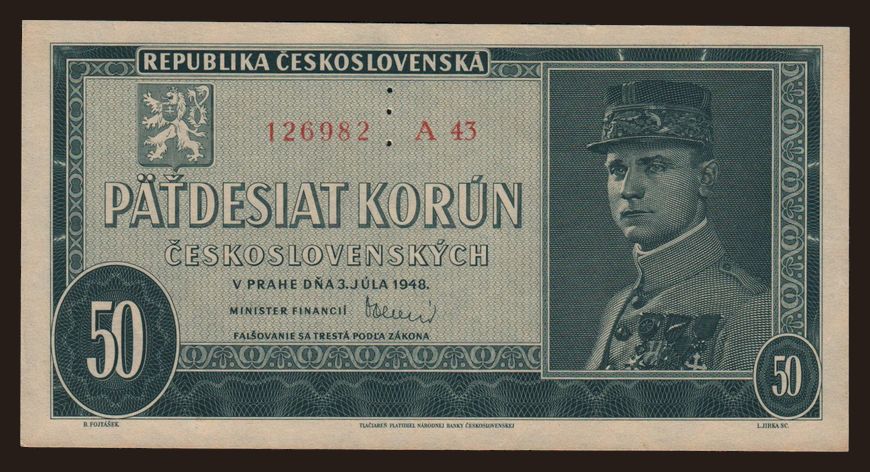 REPUBLIKA ČESKOSLOVENSKÁ
126982 A 43
PÄŤDESIAT KORÚN
ČESKOSLOVENSKÝCH
V PRAHE DŇA 3. JÚLA 1948.
MINISTER FINANCIÍ
FALŠOVANIE SA TRESTÁ PODĽA ZÁKONA
50
50
B. FOJTÁŠEK
TLAČIAREŇ PLATIDIEL NÁRODNEJ BANKY ČESKOSLOVENSKEJ
L. JIRKA SC.